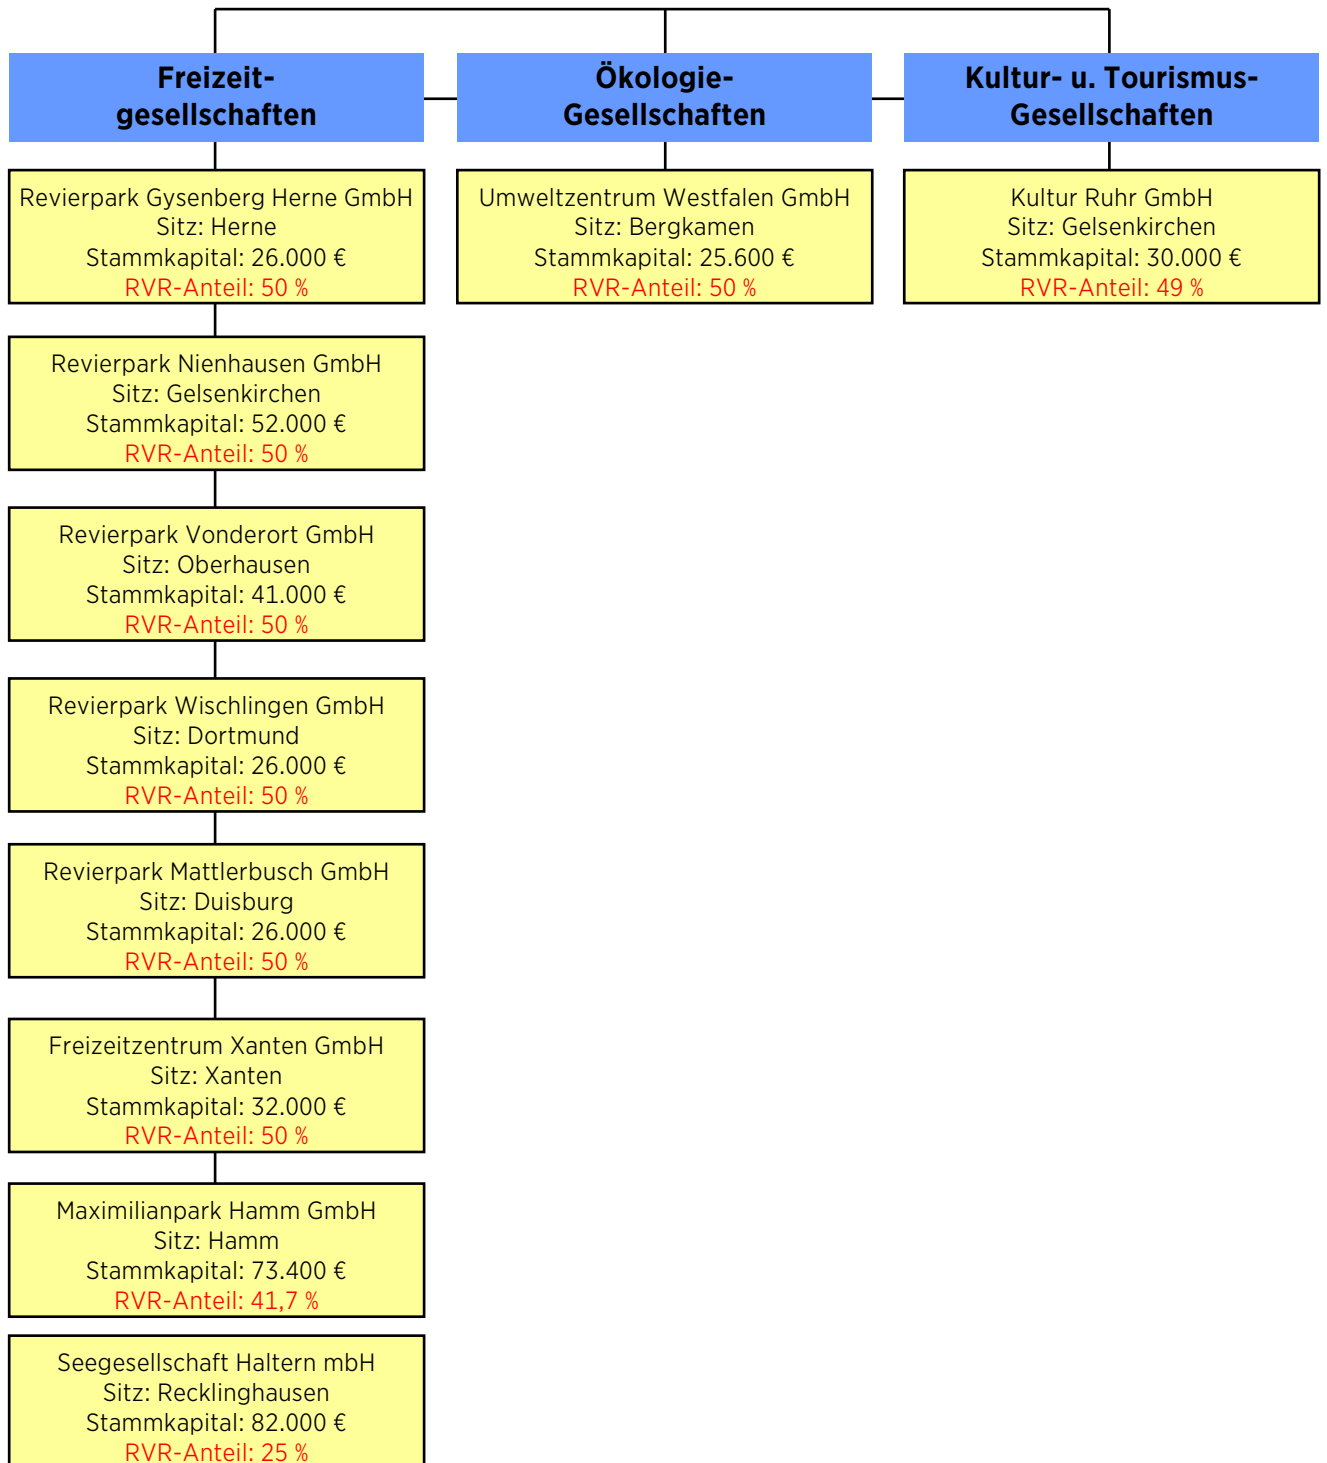 Freizeit-
gesellschaften
Ökologie-
Gesellschaften
Kultur- u. Tourismus-
Gesellschaften
Revierpark Gysenberg Herne GmbH
Sitz: Herne
Stammkapital: 26.000 €
RVR-Anteil: 50 %
Umweltzentrum Westfalen GmbH
Sitz: Bergkamen
Stammkapital: 25.600 €
RVR-Anteil: 50 %
Kultur Ruhr GmbH
Sitz: Gelsenkirchen
Stammkapital: 30.000 €
RVR-Anteil: 49 %
Revierpark Nienhausen GmbH
Sitz: Gelsenkirchen
Stammkapital: 52.000 €
RVR-Anteil: 50 %
Revierpark Vonderort GmbH
Sitz: Oberhausen
Stammkapital: 41.000 €
RVR-Anteil: 50 %
Revierpark Wischlingen GmbH
Sitz: Dortmund
Stammkapital: 26.000 €
RVR-Anteil: 50 %
Revierpark Mattlerbusch GmbH
Sitz: Duisburg
Stammkapital: 26.000 €
RVR-Anteil: 50 %
Freizeitzentrum Xanten GmbH
Sitz: Xanten
Stammkapital: 32.000 €
RVR-Anteil: 50 %
Maximilianpark Hamm GmbH
Sitz: Hamm
Stammkapital: 73.400 €
RVR-Anteil: 41,7 %
Seegesellschaft Haltern mbH
Sitz: Recklinghausen
Stammkapital: 82.000 €
RVR-Anteil: 25 %